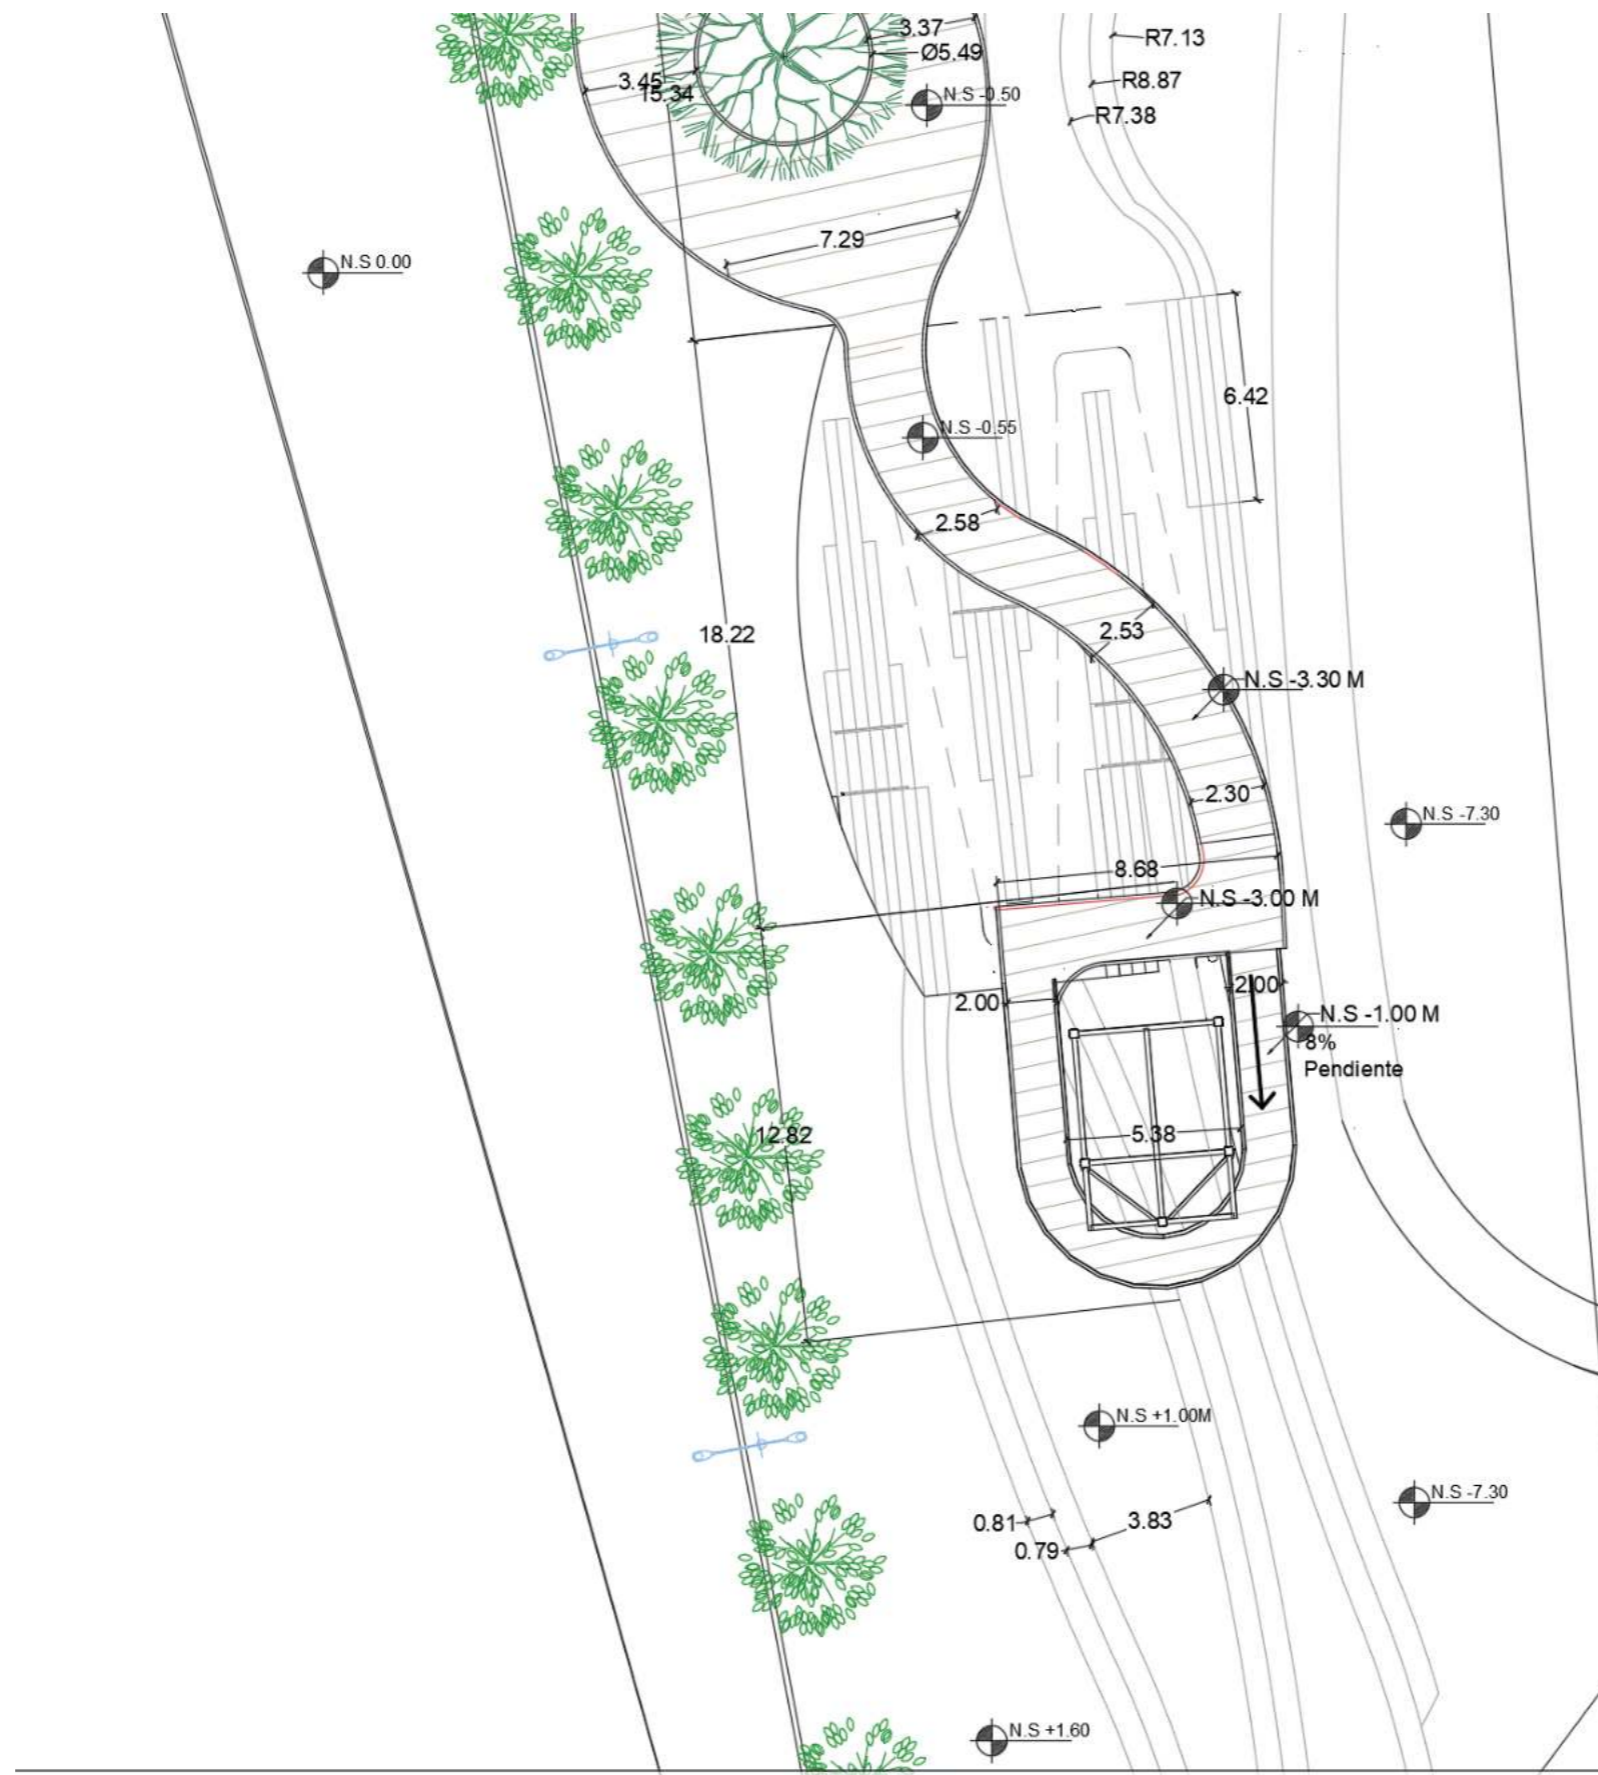 3.37
R7.13
Ø5.49
3.45
15.34
R8.87
N.S -0.50
R7.38
7.29
N.S 0.00
6.42
N.S -0.55
2.58
18.22
2.53
N.S -3.30 M
2.30
N.S -7.30
8.68
N.S -3.00 M
2.00
2.00
N.S -1.00 M
8%
Pendiente
12.82
5.38
N.S +1.00M
N.S -7.30
0.81
3.83
0.79
N.S +1.60